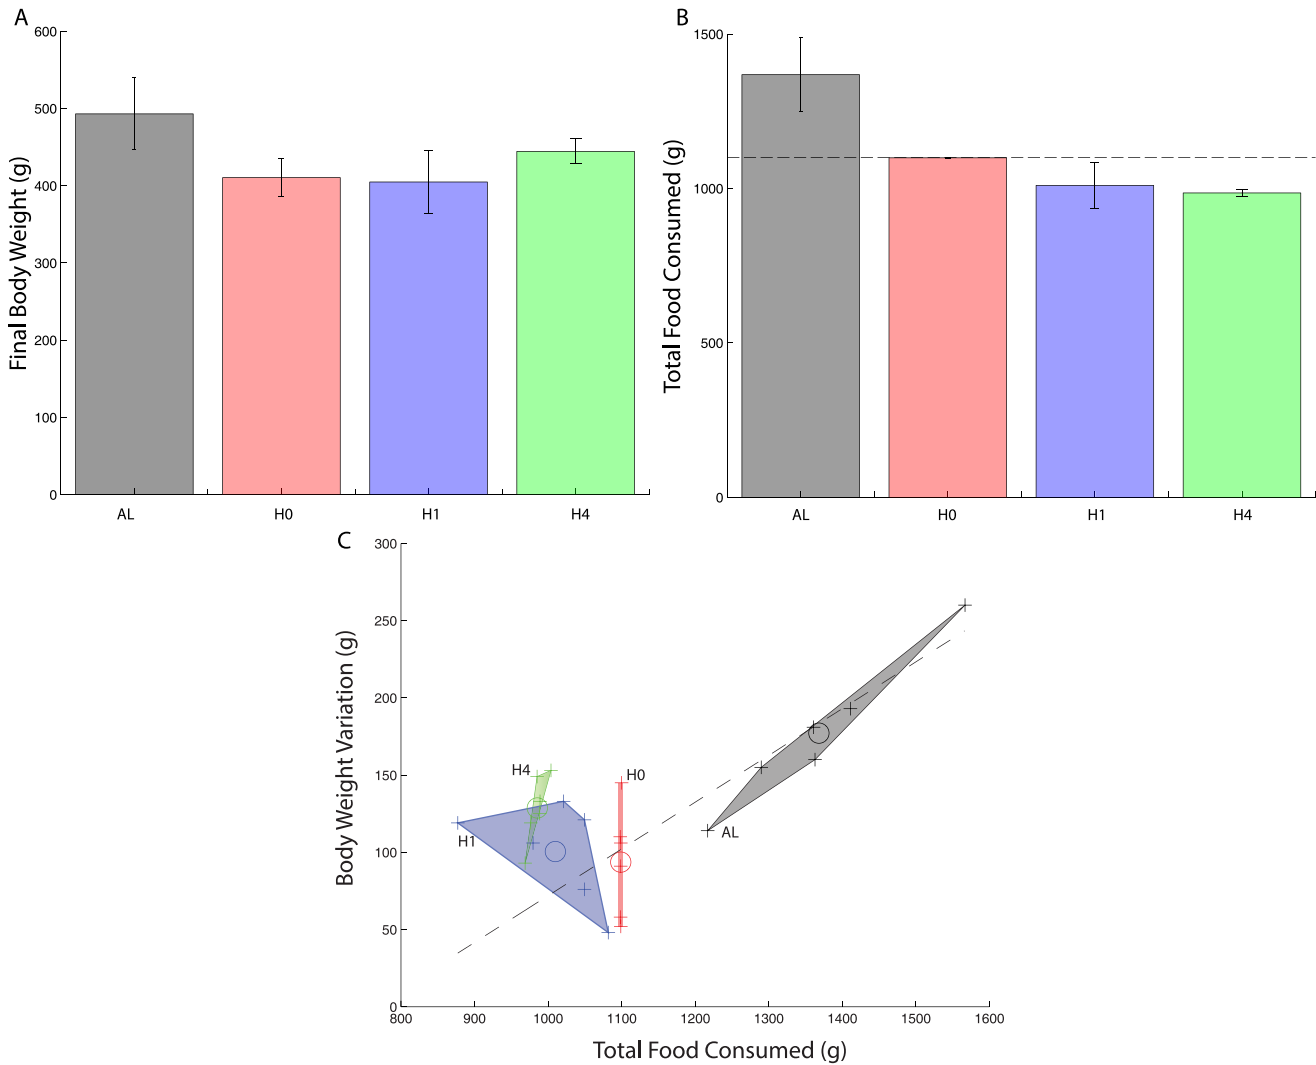 A
Final Body Weight (g)
600
500
400
300
200
100
0
AL H0 H1 H4
B
Total Food Consumed (g)
1500
1000
500
0
AL H0 H1 H4
C
Body Weight Variation (g)
300
250
200
150
100
50
0
H4
H0
H1
AL
800 900 1000 1100 1200 1300 1400 1500 1600
Total Food Consumed (g)